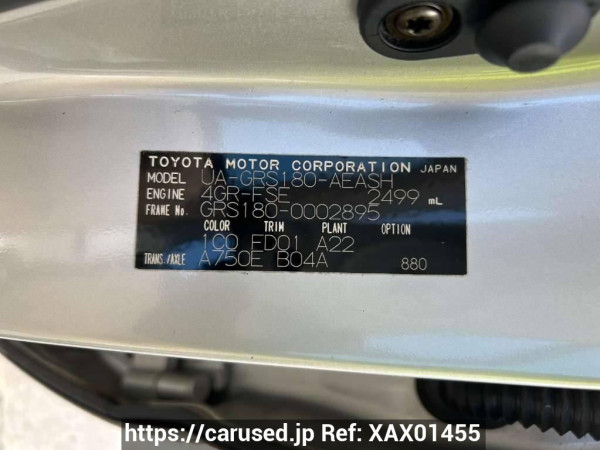 TOYOTA MOTOR CORPORATION JAPAN
MODEL UA-GRS180-AEASH
ENGINE 4GR-FSE 2499 mL
FRAME No. GRS180-0002895
COLOR TRIM PLANT OPTION
1C0 ED01 A22
TRANS./AXLE A750E B04A 880
https://carused.jp Ref: XAX01455